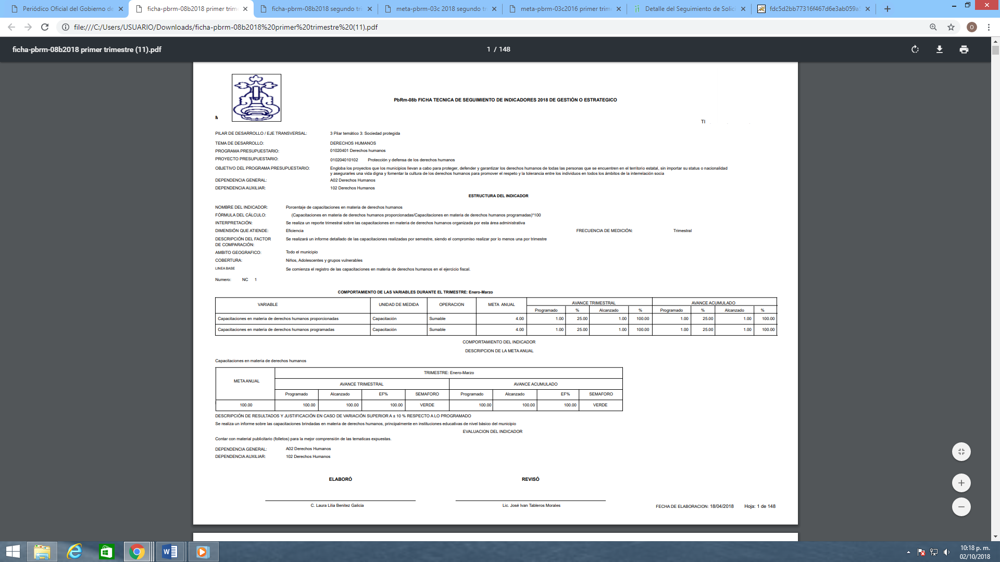 Periódico Oficial del Gobierno de
ficha-pbrm-08b2018 primer trim
ficha-pbrm-08b2018 segundo tri
meta-pbrm-03c 2018 segundo t
meta-pbrm-03c2016 primer trim
Detalle del Seguimiento de Solic
fdc5d2bb77316f467d6e3ab059a
file:///C:/Users/USUARIO/Downloads/ficha-pbrm-08b2018%20primer%20trimestre%20(11).pdf
O
ficha-pbrm-08b2018 primer trimestre (11).pdf
1 / 148
PbRm-08b FICHA TECNICA DE SEGUIMIENTO DE INDICADORES 2018 DE GESTIÓN O ESTRATEGICO
TI
PILAR DE DESARROLLO / EJE TRANSVERSAL: 3 Pilar temático 3: Sociedad protegida
TEMA DE DESARROLLO: DERECHOS HUMANOS
PROGRAMA PRESUPUESTARIO: 01020401 Derechos humanos
PROYECTO PRESUPUESTARIO: 010204010102 Protección y defensa de los derechos humanos
OBJETIVO DEL PROGRAMA PRESUPUESTARIO: Engloba los proyectos que los municipios llevan a cabo para proteger, defender y garantizar los derechos humanos de todas las personas que se encuentren en el territorio estatal, sin importar su status o nacionalidad
y asegurarles una vida digna y fomentar la cultura de los derechos humanos para promover el respeto y la tolerancia entre los individuos en todos los ámbitos de la interrelación socia
DEPENDENCIA GENERAL: A02 Derechos Humanos
DEPENDENCIA AUXILIAR: 102 Derechos Humanos
ESTRUCTURA DEL INDICADOR
NOMBRE DEL INDICADOR: Porcentaje de capacitaciones en materia de derechos humanos
FÓRMULA DEL CÁLCULO: (Capacitaciones en materia de derechos humanos proporcionadas/Capacitaciones en materia de derechos humanos programadas)*100
INTERPRETACIÓN: Se realiza un reporte trimestral sobre las capacitaciones en materia de derechos humanos organizada por esta área administrativa
DIMENSIÓN QUE ATIENDE: Eficiencia FRECUENCIA DE MEDICIÓN: Trimestral
DESCRIPCIÓN DEL FACTOR Se realizará un informe detallado de las capacitaciones realizadas por semestre, siendo el compromiso realizar por lo menos una por trimestre
DE COMPARACIÓN:
AMBITO GEOGRAFICO: Todo el municipio
COBERTURA: Niños, Adolescentes y grupos vulnerables
LINEA BASE Se comienza el registro de las capacitaciones en materia de derechos humanos en el ejercicio fiscal.
Numero: NC 1
COMPORTAMIENTO DE LAS VARIABLES DURANTE EL TRIMESTRE: Enero-Marzo
VARIABLE UNIDAD DE MEDIDA OPERACION META ANUAL AVANCE TRIMESTRAL AVANCE ACUMULADO
Programado % Alcanzado % Programado % Alcanzado %
Capacitaciones en materia de derechos humanos proporcionadas Capacitación Sumable 4.00 1.00 25.00 1.00 100.00 1.00 25.00 1.00 100.00
Capacitaciones en materia de derechos humanos programadas Capacitación Sumable 4.00 1.00 25.00 1.00 100.00 1.00 25.00 1.00 100.00
COMPORTAMIENTO DEL INDICADOR
DESCRIPCION DE LA META ANUAL
Capacitaciones en materia de derechos humanos
META ANUAL TRIMESTRE: Enero-Marzo
AVANCE TRIMESTRAL AVANCE ACUMULADO
Programado Alcanzado EF% SEMAFORO Programado Alcanzado EF% SEMAFORO
100.00 100.00 100.00 100.00 VERDE 100.00 100.00 100.00 VERDE
DESCRIPCIÓN DE RESULTADOS Y JUSTIFICACIÓN EN CASO DE VARIACIÓN SUPERIOR A ± 10 % RESPECTO A LO PROGRAMADO
Se realiza un informe sobre las capacitaciones brindadas en materia de derechos humanos, principalmente en instituciones educativas de nivel básico del municipio
EVALUACION DEL INDICADOR
Contar con material publicitario (folletos) para la mejor comprensión de las tematicas expuestas.
DEPENDENCIA GENERAL: A02 Derechos Humanos
DEPENDENCIA AUXILIAR: 102 Derechos Humanos
ELABORÓ REVISÓ
C. Laura Lilia Benitez Galicia Lic. José Ivan Tableros Morales
FECHA DE ELABORACION: 18/04/2018 Hoja: 1 de 148
10:18 p. m.
02/10/2018